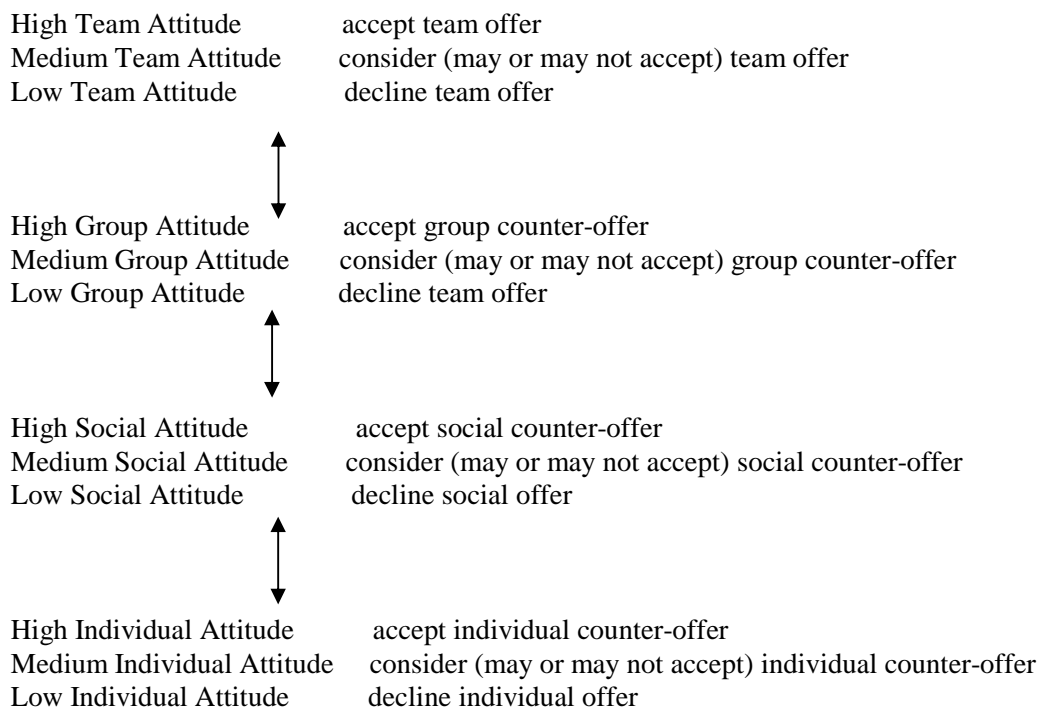 High Team Attitude accept team offer
Medium Team Attitude consider (may or may not accept) team offer
Low Team Attitude decline team offer
High Group Attitude accept group counter-offer
Medium Group Attitude consider (may or may not accept) group counter-offer
Low Group Attitude decline team offer
High Social Attitude accept social counter-offer
Medium Social Attitude consider (may or may not accept) social counter-offer
Low Social Attitude decline social offer
High Individual Attitude accept individual counter-offer
Medium Individual Attitude consider (may or may not accept) individual counter-offer
Low Individual Attitude decline individual offer